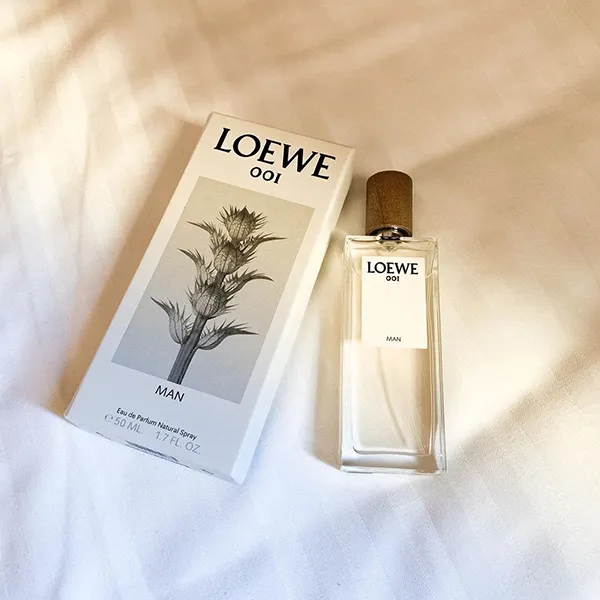 LOEWE
001
MAN
Eau de Parfum Natural Spray
℮50 ML. 1.7 FL. OZ.
LOEWE
001
MAN